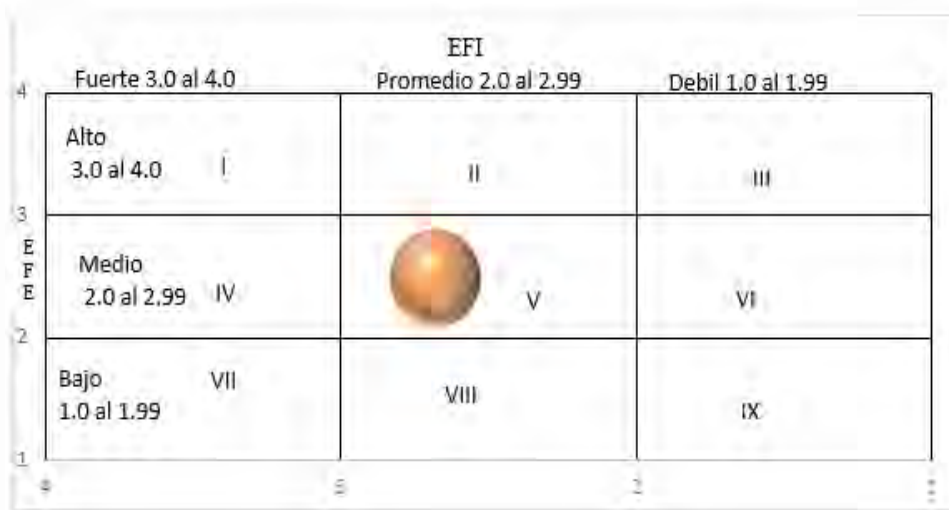 EFI
Fuerte 3.0 al 4.0 Promedio 2.0 al 2.99 Debil 1.0 al 1.99
4
Alto
3.0 al 4.0 I II III
3
E
F
E
Medio
2.0 al 2.99 IV V VI
2
Bajo VII VIII
1.0 al 1.99 IX
1